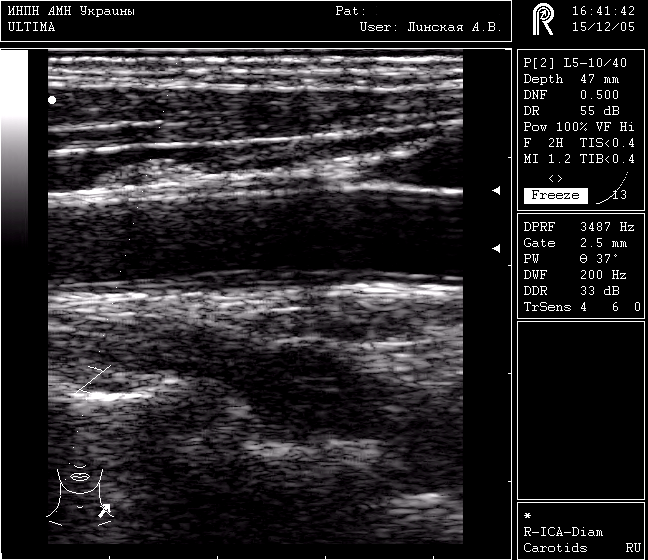 ИНПН АМН Украины
ULTIMA
Pat:
User: Линская А.В.
R
16:41:42
15/12/05
P[2] L5-10/40
Depth 47 mm
DNF 0.500
DR 55 dB
Pow 100% VF Hi
F 2H TIS<0.4
MI 1.2 TIB<0.4
<>
Freeze 13
DPRF 3487 Hz
Gate 2.5 mm
PW Θ 37°
DWF 200 Hz
DDR 33 dB
TrSens 4 6 0
*
R-ICA-Diam
Carotids RU